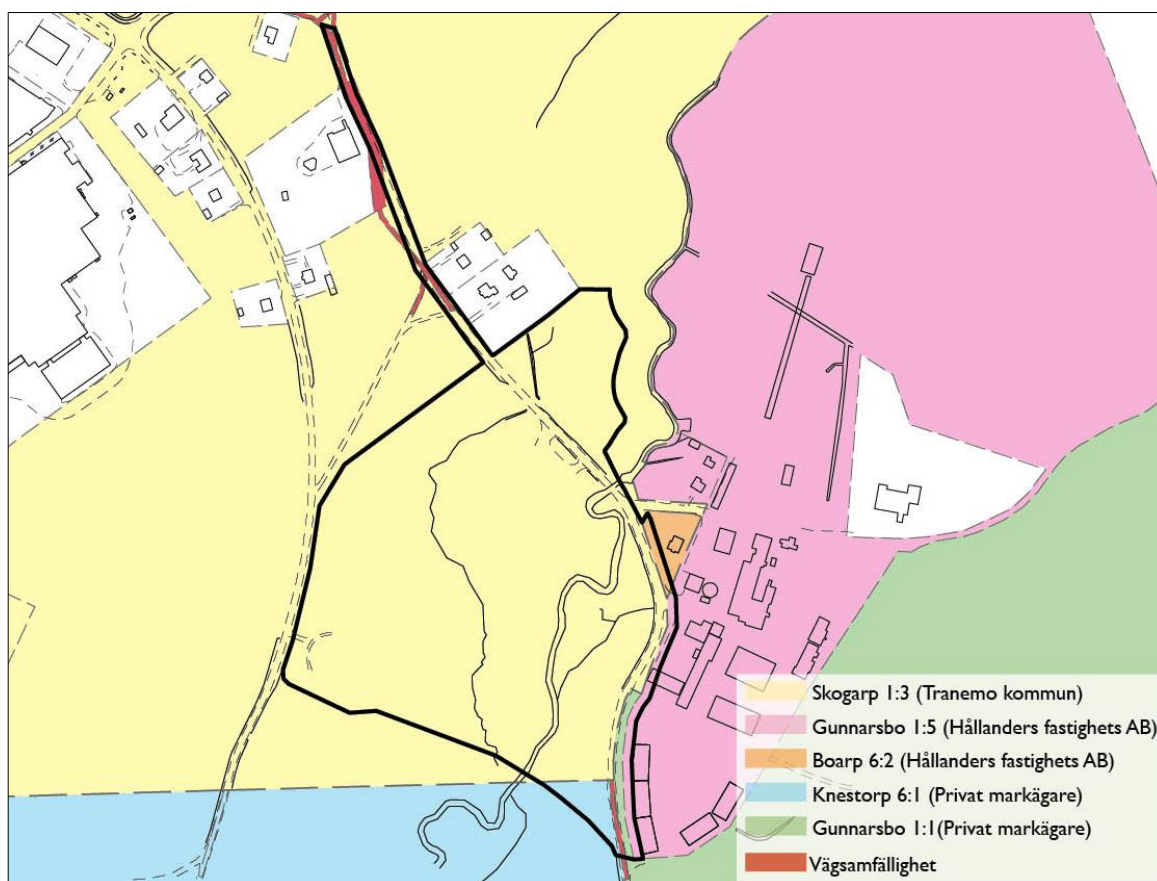 Skogarp 1:3 (Tranemo kommun)
Gunnarsbo 1:5 (Hållanders fastighets AB)
Boarp 6:2 (Hållanders fastighets AB)
Knestorp 6:1 (Privat markägare)
Gunnarsbo 1:1(Privat markägare)
Vägsamfällighet